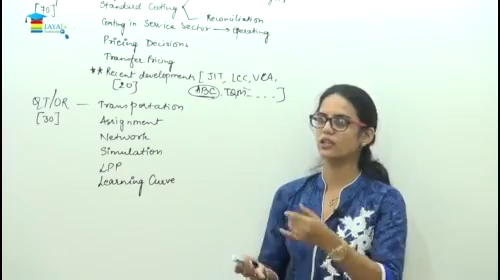 [70]
Standard Costing < Reconciliation
JAYAJ+
Costing in Service Sector → Operating
Pricing Decisions
Transfer Pricing
** Recent developments [ JIT, LCC, VCA,
[20] ABC, TQM - - - - ]
QT/OR — Transportation
[30] Assignment
Network
Simulation
LPP
Learning Curve